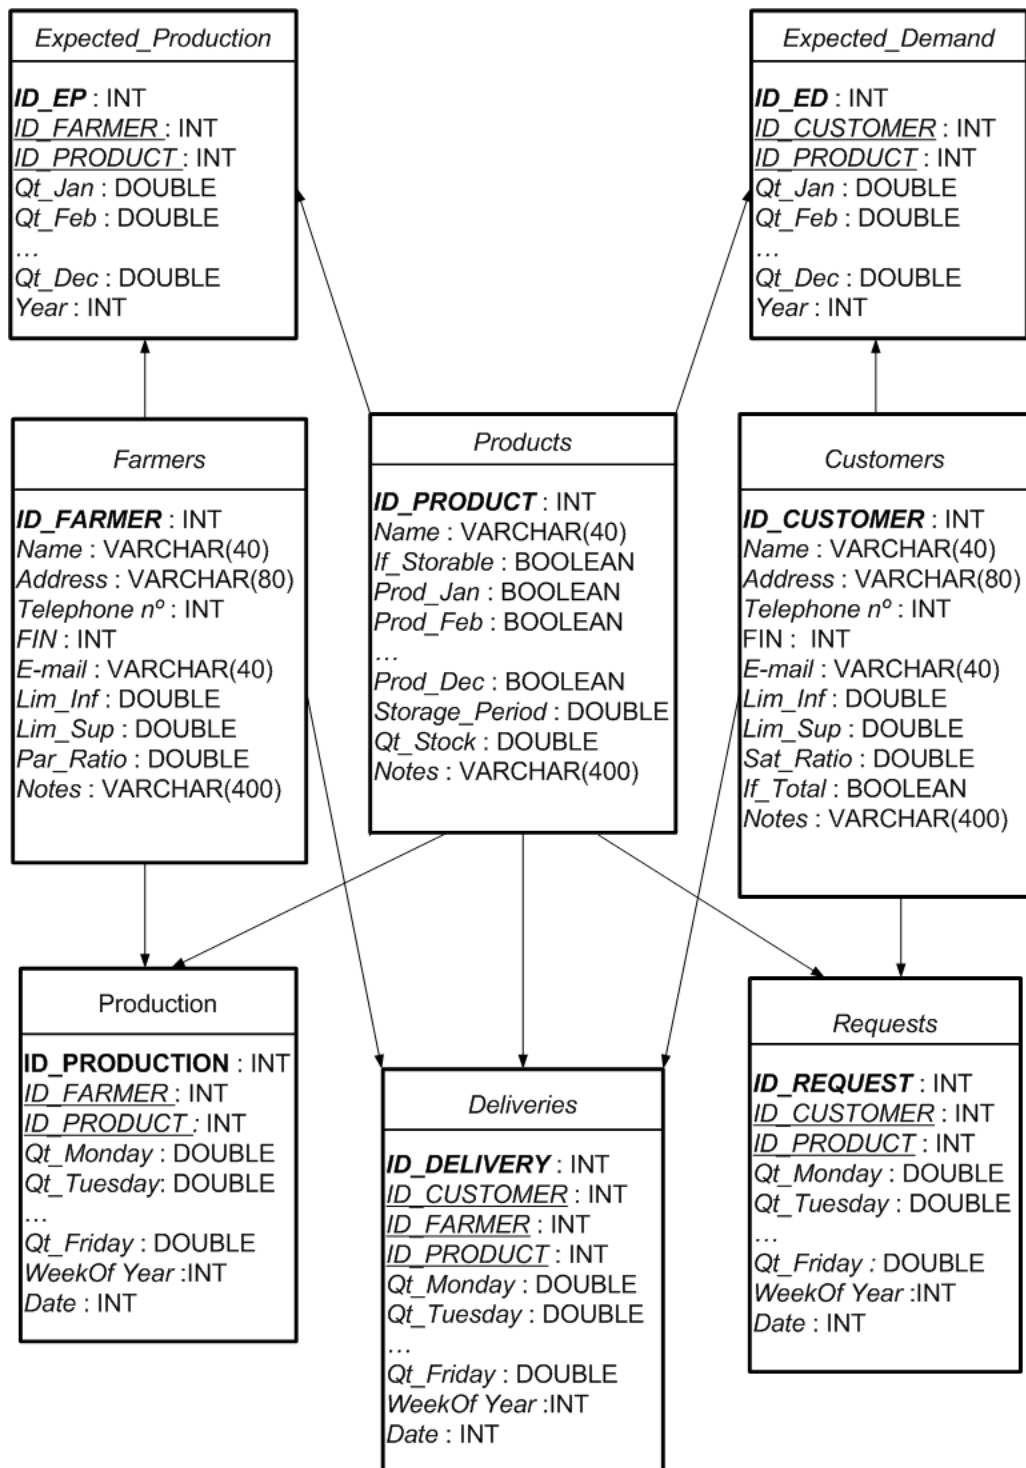 Expected_Production
ID_EP : INT
ID_FARMER : INT
ID_PRODUCT : INT
Qt_Jan : DOUBLE
Qt_Feb : DOUBLE
...
Qt_Dec : DOUBLE
Year : INT
Expected_Demand
ID_ED : INT
ID_CUSTOMER : INT
ID_PRODUCT : INT
Qt_Jan : DOUBLE
Qt_Feb : DOUBLE
...
Qt_Dec : DOUBLE
Year : INT
Farmers
ID_FARMER : INT
Name : VARCHAR(40)
Address : VARCHAR(80)
Telephone nº : INT
FIN : INT
E-mail : VARCHAR(40)
Lim_Inf : DOUBLE
Lim_Sup : DOUBLE
Par_Ratio : DOUBLE
Notes : VARCHAR(400)
Products
ID_PRODUCT : INT
Name : VARCHAR(40)
If_Storable : BOOLEAN
Prod_Jan : BOOLEAN
Prod_Feb : BOOLEAN
...
Prod_Dec : BOOLEAN
Storage_Period : DOUBLE
Qt_Stock : DOUBLE
Notes : VARCHAR(400)
Customers
ID_CUSTOMER : INT
Name : VARCHAR(40)
Address : VARCHAR(80)
Telephone nº : INT
FIN : INT
E-mail : VARCHAR(40)
Lim_Inf : DOUBLE
Lim_Sup : DOUBLE
Sat_Ratio : DOUBLE
If_Total : BOOLEAN
Notes : VARCHAR(400)
Production
ID_PRODUCTION : INT
ID_FARMER : INT
ID_PRODUCT : INT
Qt_Monday : DOUBLE
Qt_Tuesday: DOUBLE
...
Qt_Friday : DOUBLE
WeekOf Year :INT
Date : INT
Deliveries
ID_DELIVERY : INT
ID_CUSTOMER : INT
ID_FARMER : INT
ID_PRODUCT : INT
Qt_Monday : DOUBLE
Qt_Tuesday : DOUBLE
...
Qt_Friday : DOUBLE
WeekOf Year :INT
Date : INT
Requests
ID_REQUEST : INT
ID_CUSTOMER : INT
ID_PRODUCT : INT
Qt_Monday : DOUBLE
Qt_Tuesday : DOUBLE
...
Qt_Friday : DOUBLE
WeekOf Year :INT
Date : INT